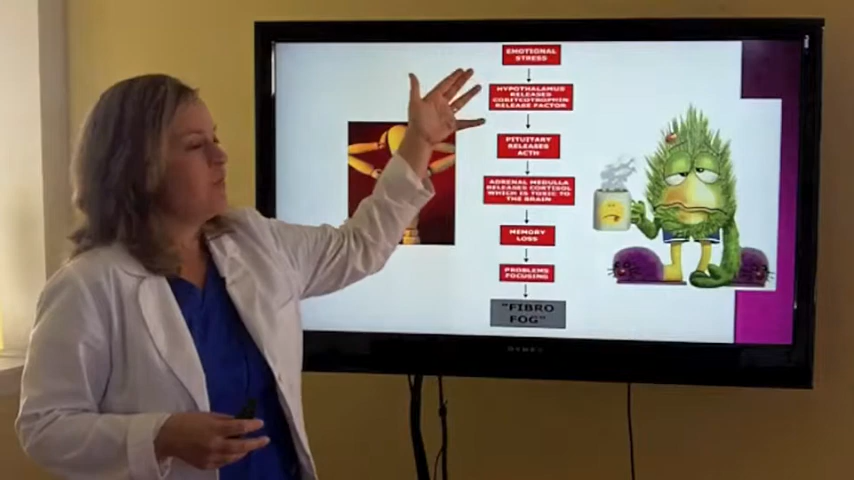 EMOTIONAL
STRESS
HYPOTHALAMUS
RELEASES
CORITEOTROPHIN
RELEASE FACTOR
PITUITARY
RELEASES
ACTH
ADRENAL MEDULLA
RELEASES CORTISOL
WHICH IS TOXIC TO
THE BRAIN
MEMORY
LOSS
PROBLEMS
FOCUSING
"FIBRO
FOG"